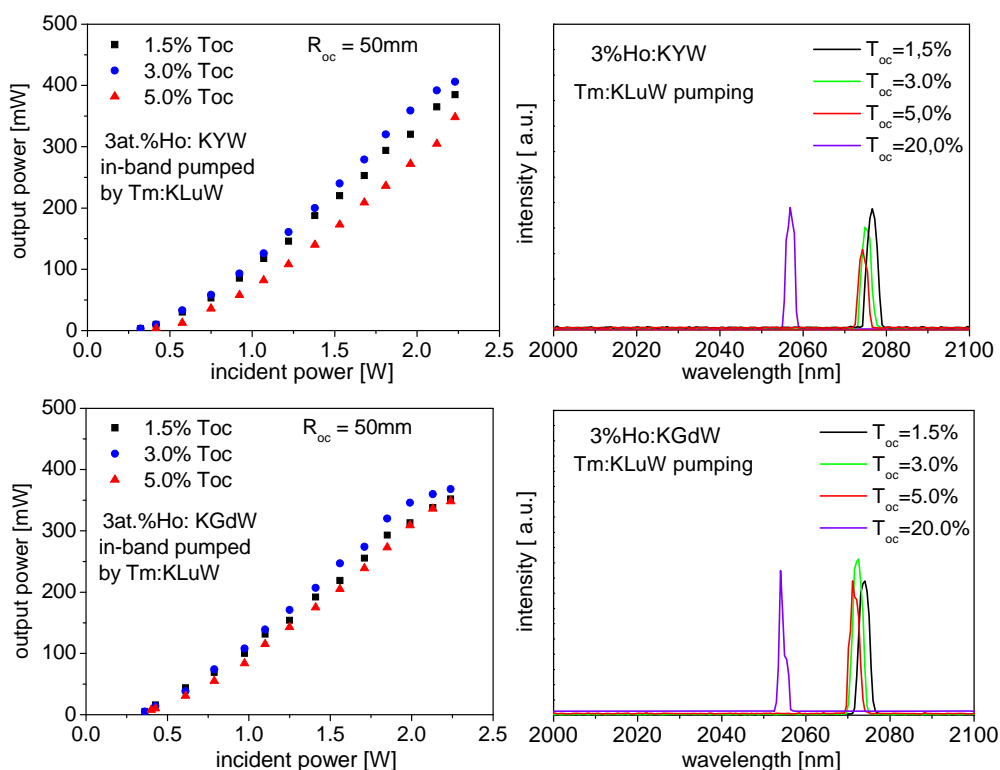 500
400
300
200
100
0
output power [mW]
1.5% Toc
3.0% Toc
5.0% Toc
R_oc = 50mm
3at.%Ho: KYW
in-band pumped
by Tm:KLuW
0.0 0.5 1.0 1.5 2.0 2.5
incident power [W]
3%Ho:KYW
Tm:KLuW pumping
T_oc=1,5%
T_oc=3.0%
T_oc=5,0%
T_oc=20,0%
intensity [ a.u.]
2000 2020 2040 2060 2080 2100
wavelength [nm]
500
400
300
200
100
0
output power [mW]
1.5% Toc
3.0% Toc
5.0% Toc
R_oc = 50mm
3at.%Ho: KGdW
in-band pumped
by Tm:KLuW
0.0 0.5 1.0 1.5 2.0 2.5
incident power [W]
3%Ho:KGdW
Tm:KLuW pumping
T_oc=1.5%
T_oc=3.0%
T_oc=5.0%
T_oc=20.0%
intensity [ a.u.]
2000 2020 2040 2060 2080 2100
wavelength [nm]